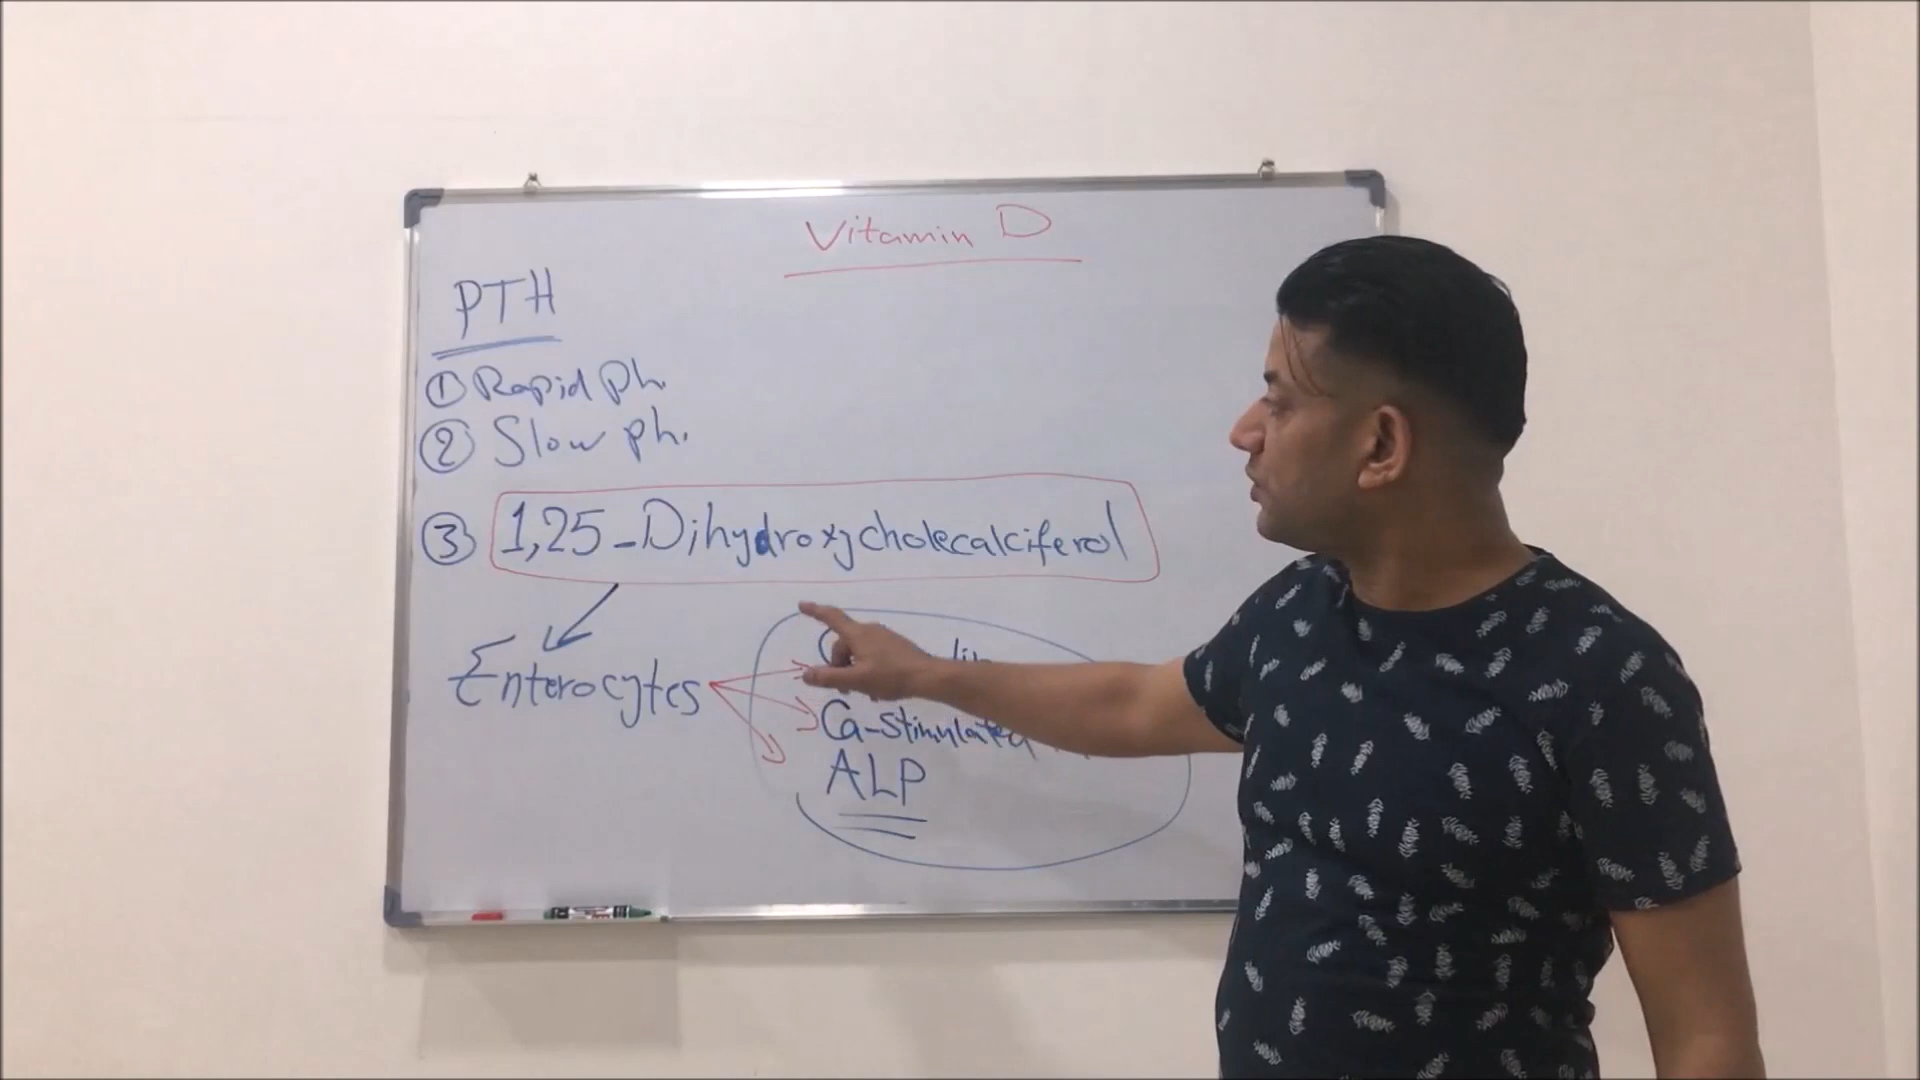 Vitamin D
PTH
① Rapid Ph.
② Slow ph.
③ 1,25-Dihydroxycholecalciferol
Enterocytes
Ca-Stimulated
ALP